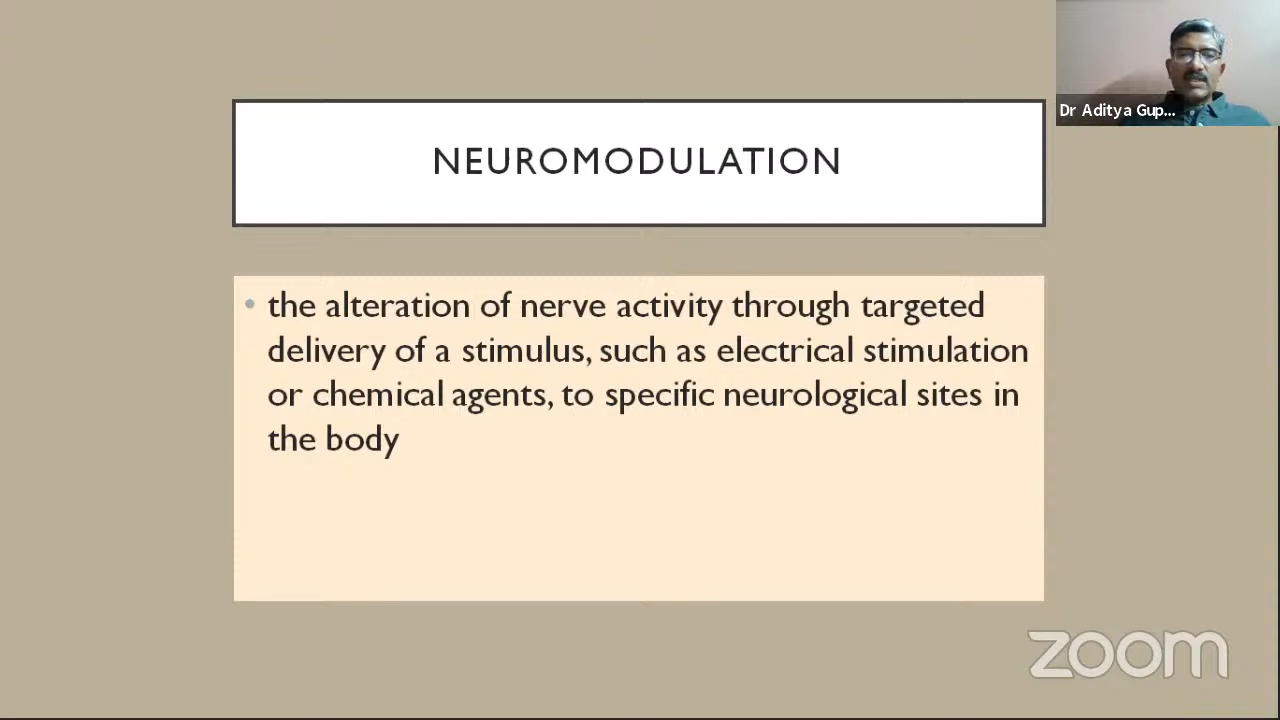 Dr Aditya Gup...
NEUROMODULATION
• the alteration of nerve activity through targeted
delivery of a stimulus, such as electrical stimulation
or chemical agents, to specific neurological sites in
the body
zoom